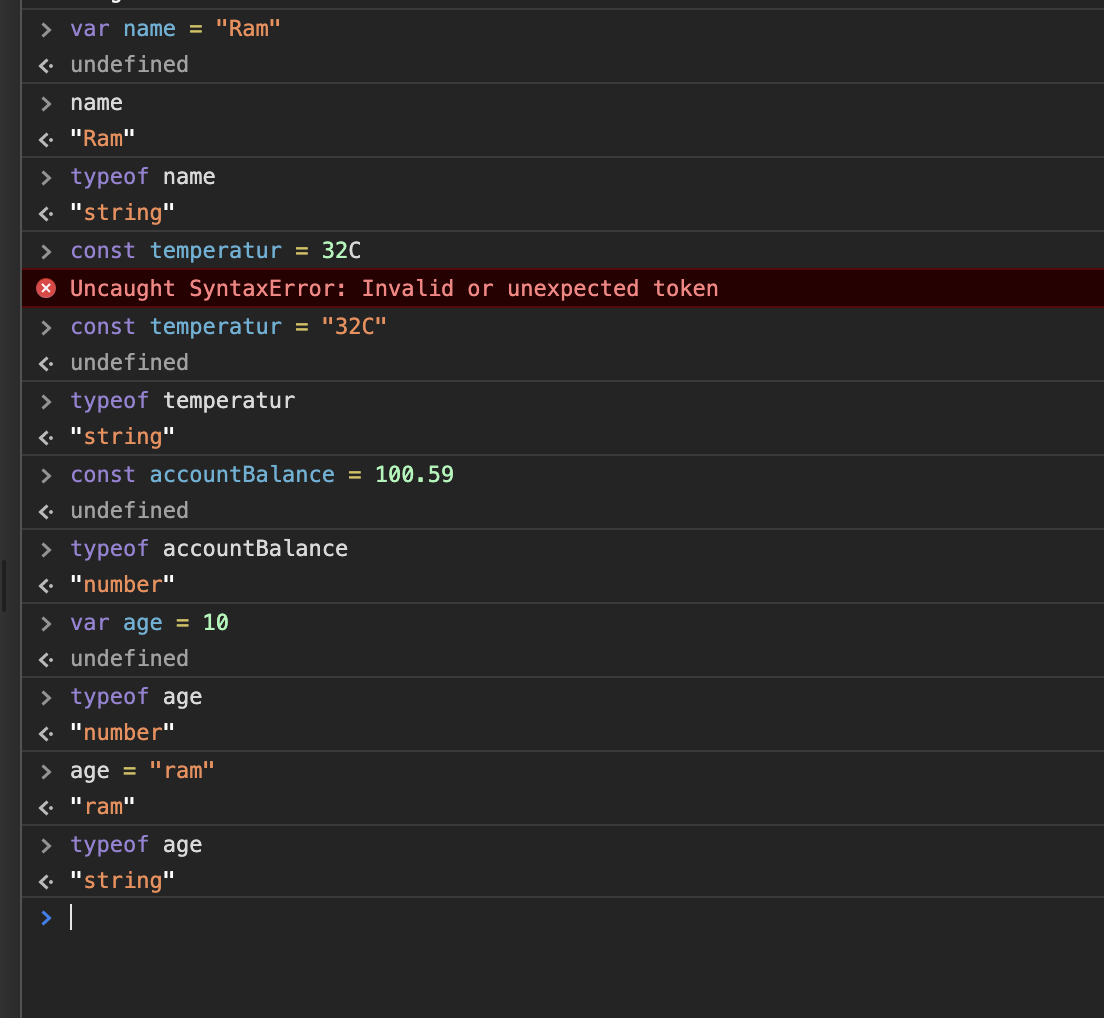 var name = "Ram"
undefined
name
"Ram"
typeof name
"string"
const temperatur = 32C
Uncaught SyntaxError: Invalid or unexpected token
const temperatur = "32C"
undefined
typeof temperatur
"string"
const accountBalance = 100.59
undefined
typeof accountBalance
"number"
var age = 10
undefined
typeof age
"number"
age = "ram"
"ram"
typeof age
"string"